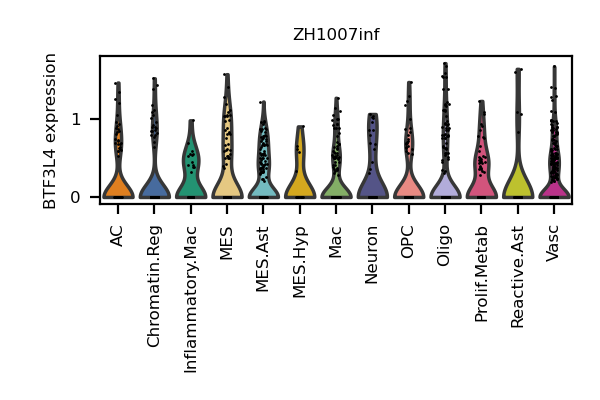 ZH1007inf
BTF3L4 expression
1
0
AC
Chromatin.Reg
Inflammatory.Mac
MES
MES.Ast
MES.Hyp
Mac
Neuron
OPC
Oligo
Prolif.Metab
Reactive.Ast
Vasc